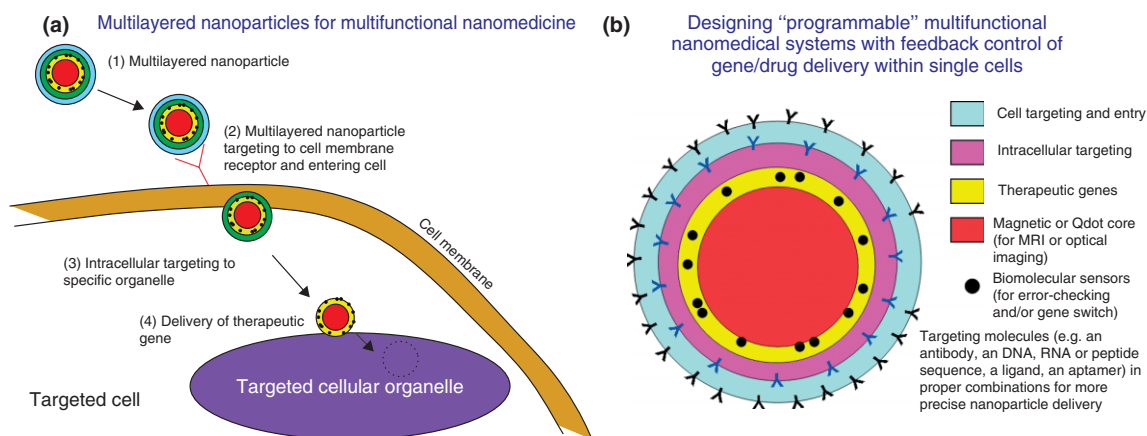 (a) Multilayered nanoparticles for multifunctional nanomedicine
(1) Multilayered nanoparticle
(2) Multilayered nanoparticle
targeting to cell membrane
receptor and entering cell
Cell membrane
(3) Intracellular targeting to
specific organelle
(4) Delivery of therapeutic
gene
Targeted cellular organelle
Targeted cell
(b) Designing “programmable” multifunctional
nanomedical systems with feedback control of
gene/drug delivery within single cells
Cell targeting and entry
Intracellular targeting
Therapeutic genes
Magnetic or Qdot core
(for MRI or optical
imaging)
Biomolecular sensors
(for error-checking
and/or gene switch)
Targeting molecules (e.g. an
antibody, an DNA, RNA or peptide
sequence, a ligand, an aptamer) in
proper combinations for more
precise nanoparticle delivery